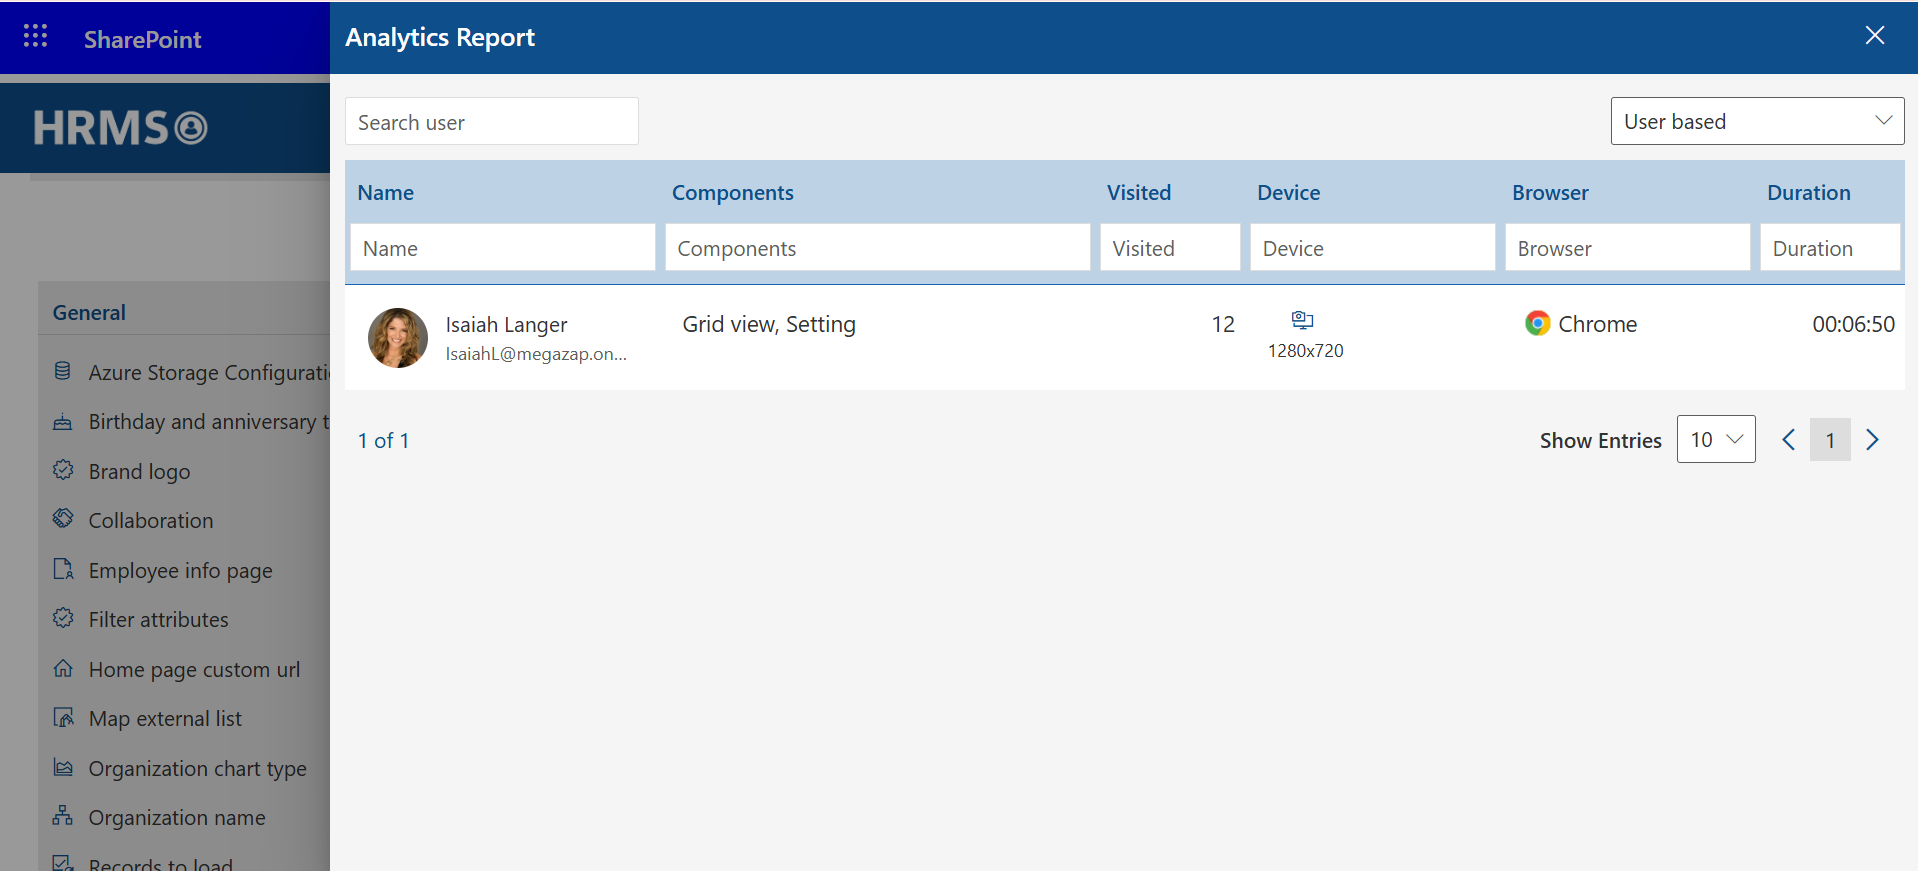 SharePoint
Analytics Report
HRMS
Search user
User based
Name Components Visited Device Browser Duration
Name Components Visited Device Browser Duration
Isaiah Langer
IsaiahL@megazap.on...
Grid view, Setting
12
1280x720
Chrome
00:06:50
1 of 1
Show Entries 10 1
General
Azure Storage Configurati
Birthday and anniversary t
Brand logo
Collaboration
Employee info page
Filter attributes
Home page custom url
Map external list
Organization chart type
Organization name
Records to load